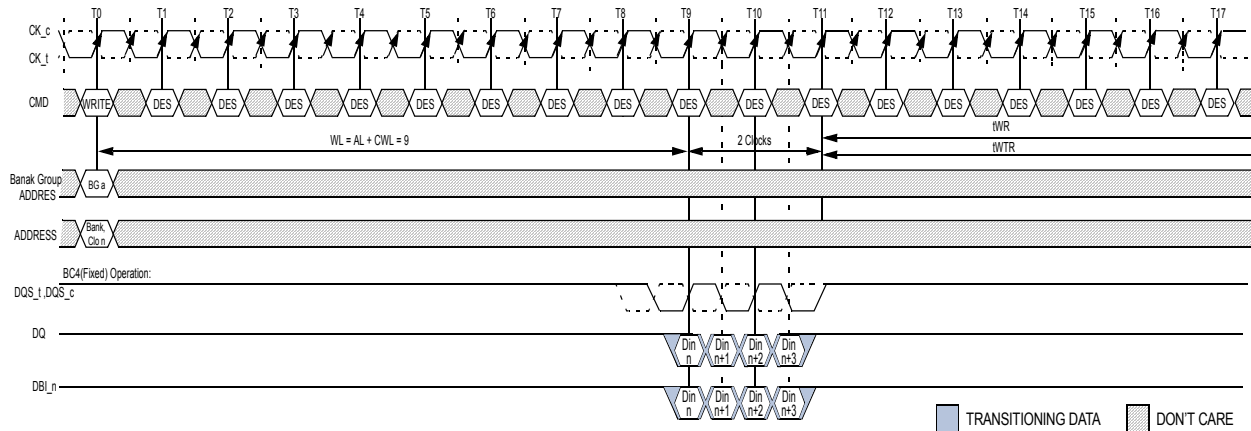 T0 T1 T2 T3 T4 T5 T6 T7 T8 T9 T10 T11 T12 T13 T14 T15 T16 T17
CK_c
CK_t
CMD WRITE DES DES DES DES DES DES DES DES DES DES DES DES DES DES DES DES DES
WL = AL + CWL = 9 2 Clocks tWR
tWTR
Banak Group
ADDRES
BG a
ADDRESS
Bank,
Clo n
BC4(Fixed) Operation:
DQS_t ,DQS_c
DQ
Din Din Din Din
n n+1 n+2 n+3
DBI_n
Din Din Din Din
n n+1 n+2 n+3
TRANSITIONING DATA DON'T CARE